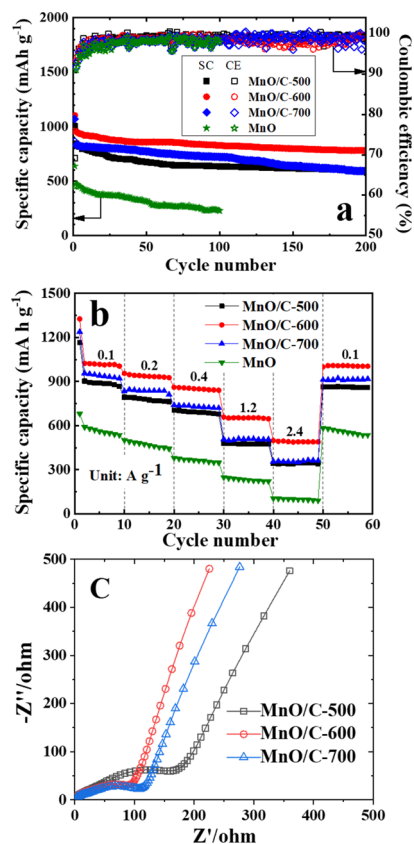 2000
1600
1200
800
400
0
Specific capacity (mAh g-1)
SC CE
MnO/C-500
MnO/C-600
MnO/C-700
MnO
100
90
80
70
60
50
Coulombic efficiency (%)
a
0 50 100 150 200
Cycle number
1500
1200
900
600
300
0
Specific capacity (mA h g-1)
b
MnO/C-500
MnO/C-600
MnO/C-700
MnO
0.1 0.2 0.4 1.2 2.4 0.1
Unit: A g-1
0 10 20 30 40 50 60
Cycle number
500
400
300
200
100
0
-Z''/ohm
C
MnO/C-500
MnO/C-600
MnO/C-700
0 100 200 300 400 500
Z'/ohm